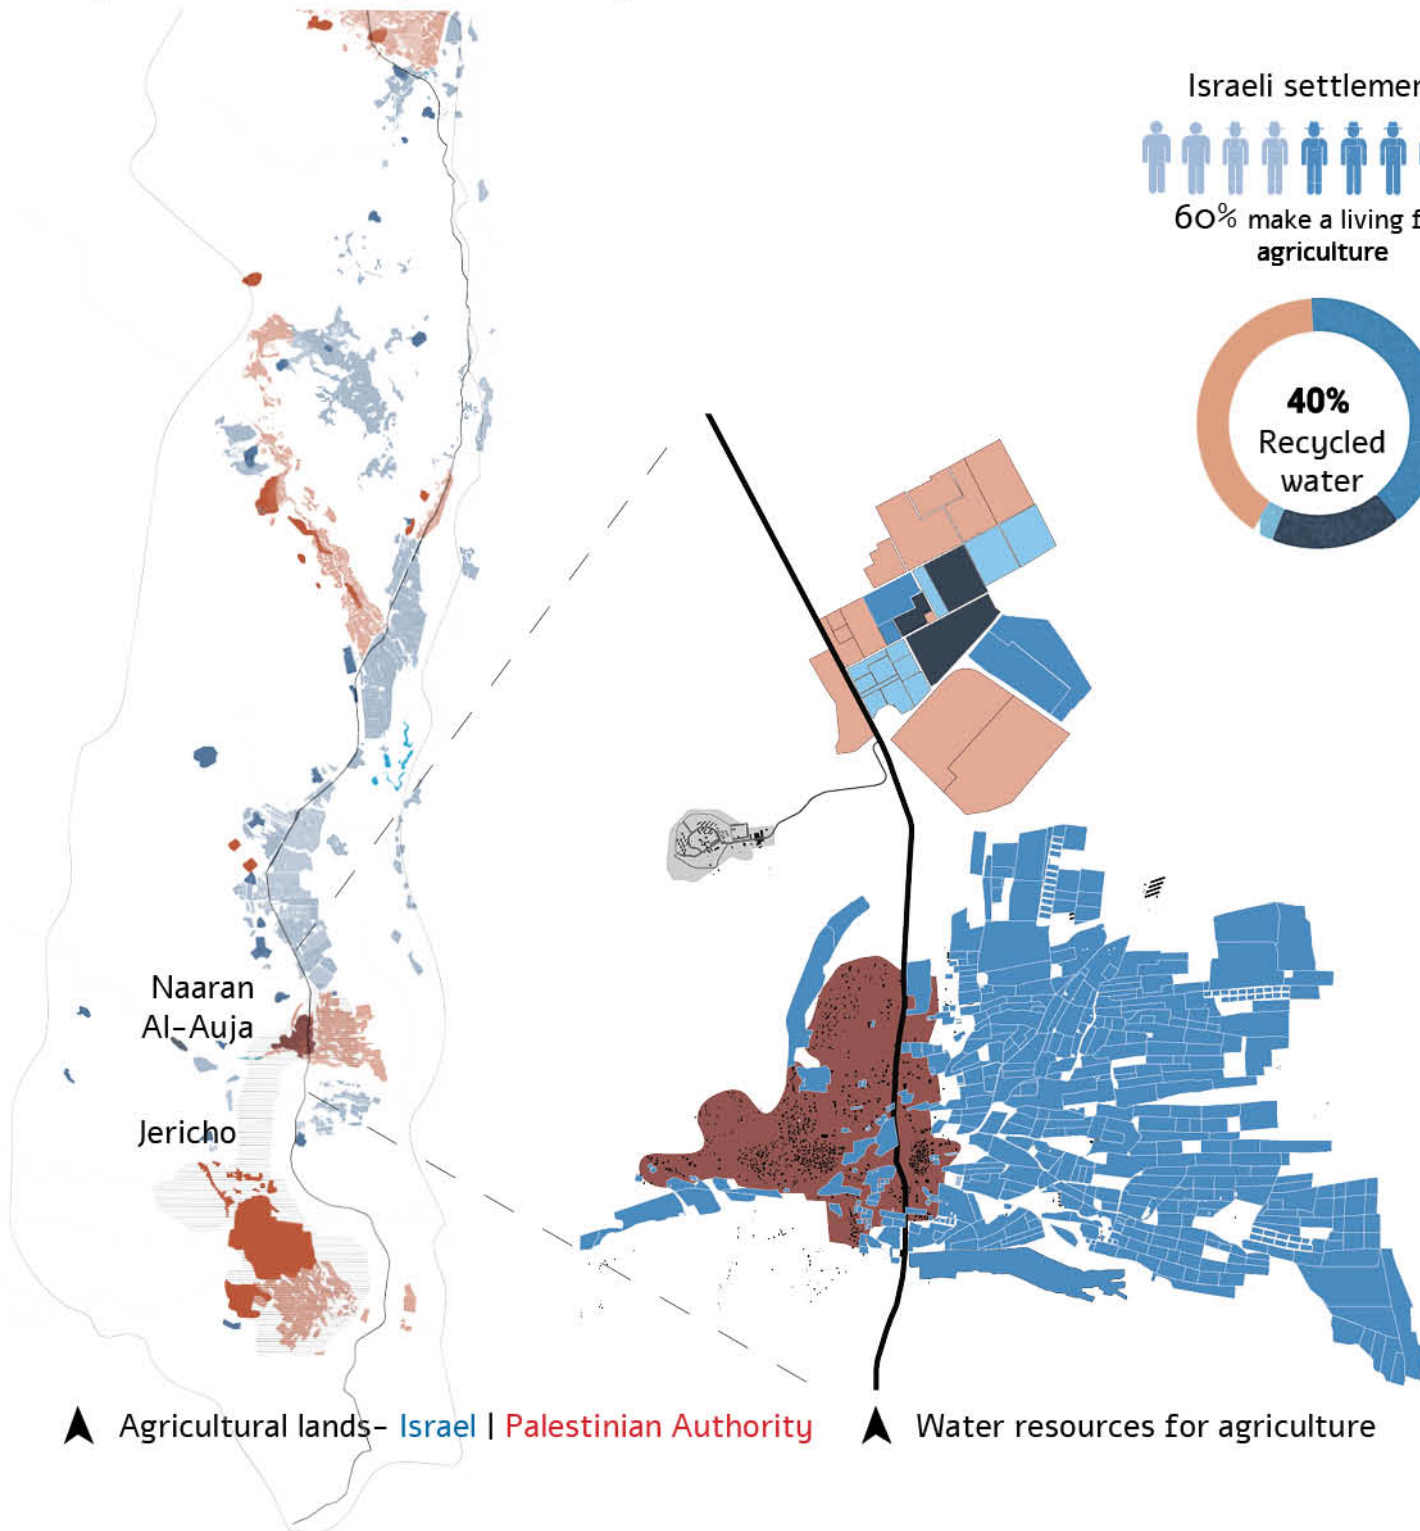 Israeli settlemer
60% make a living f
agriculture
40%
Recycled
water
Naaran
Al-Auja
Jericho
Agricultural lands- Israel | Palestinian Authority
Water resources for agriculture